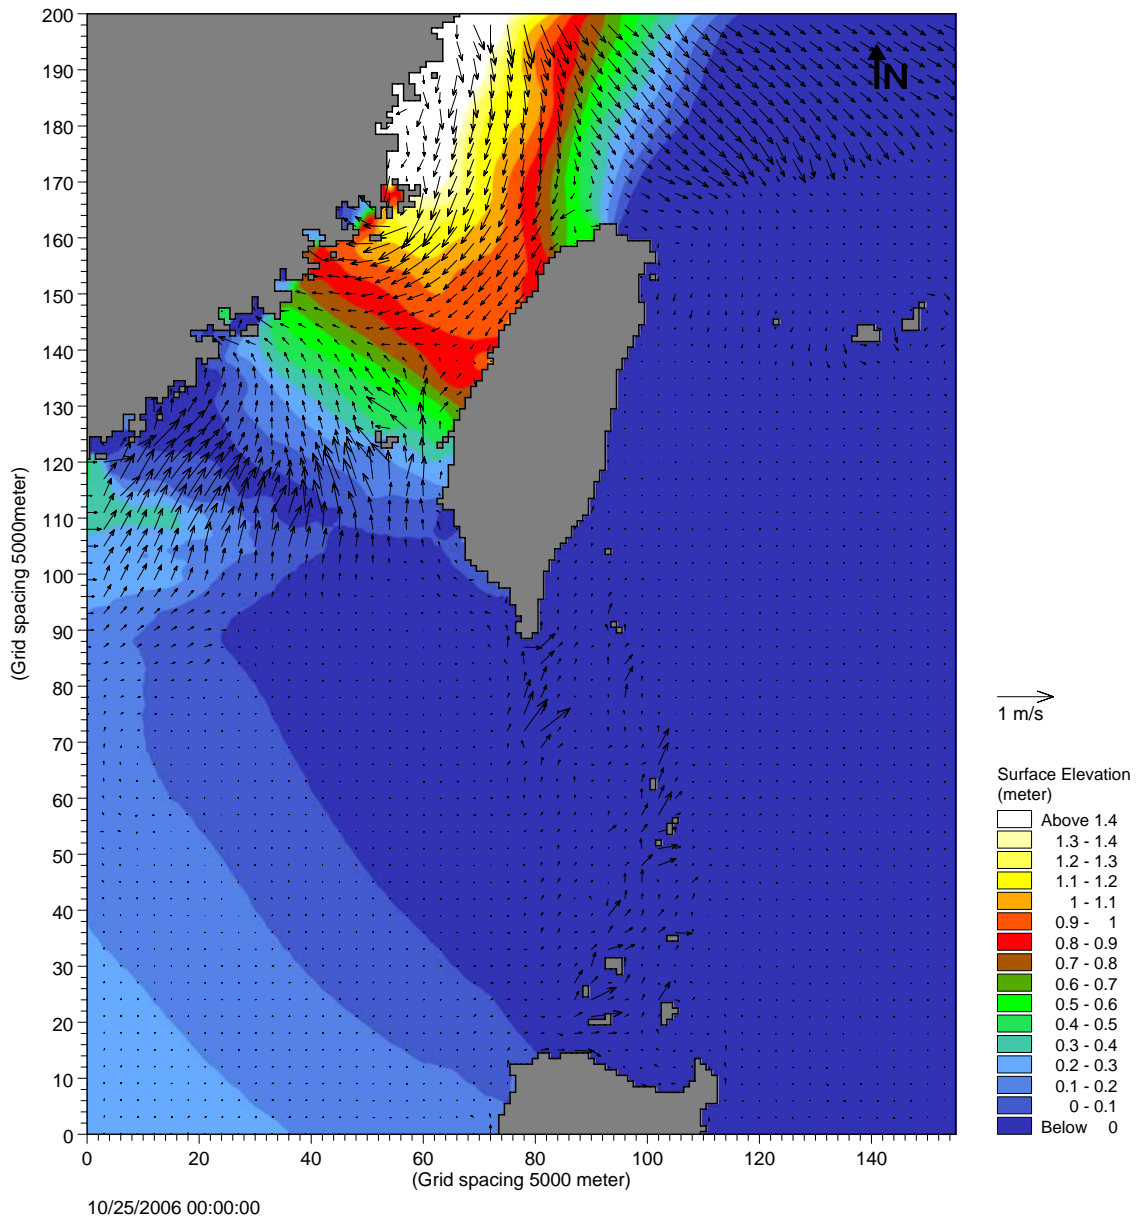 200
190
180
170
160
150
140
130
120
110
100
90
80
70
60
50
40
30
20
10
0
(Grid spacing 5000meter)
N
0 20 40 60 80 100 120 140
(Grid spacing 5000 meter)
10/25/2006 00:00:00
1 m/s
Surface Elevation
(meter)
Above 1.4
1.3 - 1.4
1.2 - 1.3
1.1 - 1.2
1 - 1.1
0.9 - 1
0.8 - 0.9
0.7 - 0.8
0.6 - 0.7
0.5 - 0.6
0.4 - 0.5
0.3 - 0.4
0.2 - 0.3
0.1 - 0.2
0 - 0.1
Below 0